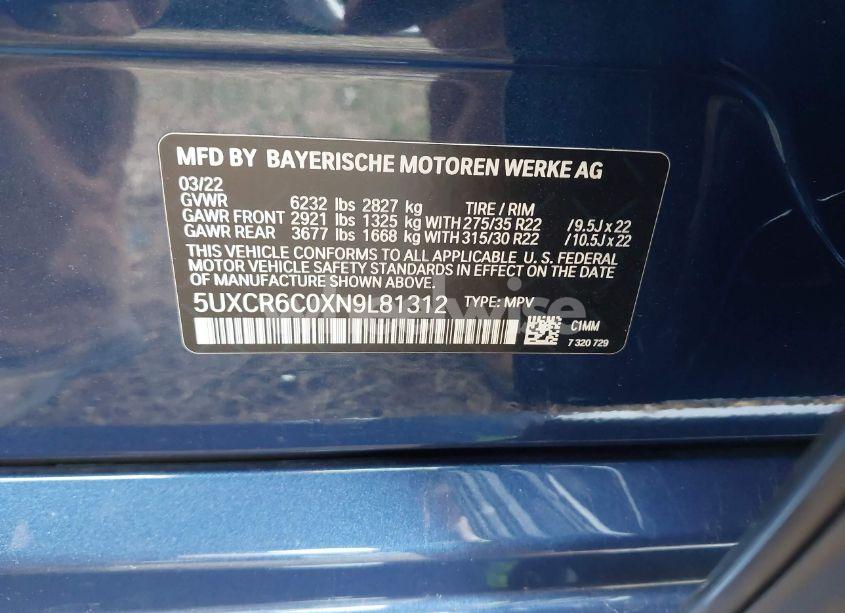 MFD BY BAYERISCHE MOTOREN WERKE AG
03/22
GVWR 6232 lbs 2827 kg TIRE / RIM
GAWR FRONT 2921 lbs 1325 kg WITH 275/35 R22 / 9.5J x 22
GAWR REAR 3677 lbs 1668 kg WITH 315/30 R22 / 10.5J x 22
THIS VEHICLE CONFORMS TO ALL APPLICABLE U. S. FEDERAL
MOTOR VEHICLE SAFETY STANDARDS IN EFFECT ON THE DATE
OF MANUFACTURE SHOWN ABOVE.
5UXCR6C0XN9L81312 TYPE: MPV
C1MM
7 320 729